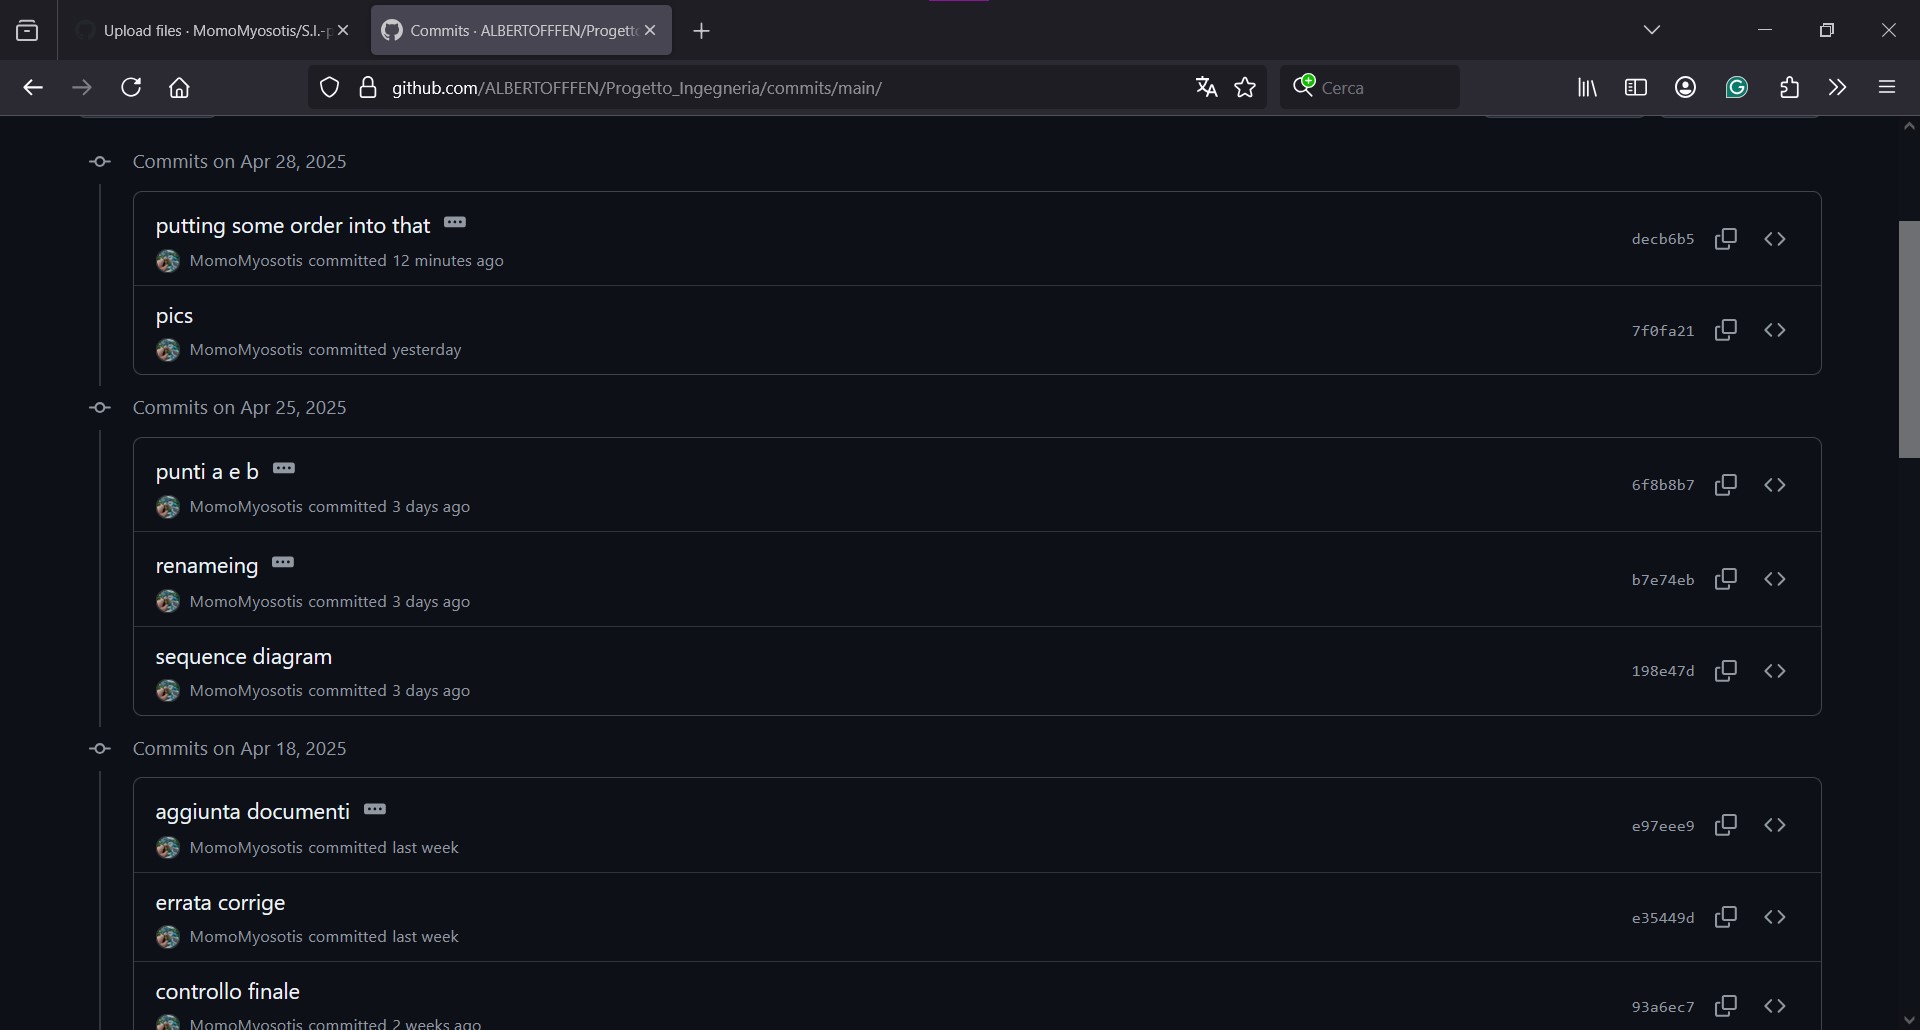 Upload files · MomoMyosotis/S.I.-p
Commits · ALBERTOFFFEN/Progett
github.com/ALBERTOFFFEN/Progetto_Ingegneria/commits/main/
Cerca
Commits on Apr 28, 2025
putting some order into that
MomoMyosotis committed 12 minutes ago
decb6b5
pics
MomoMyosotis committed yesterday
7f0fa21
Commits on Apr 25, 2025
punti a e b
MomoMyosotis committed 3 days ago
6f8b8b7
renameing
MomoMyosotis committed 3 days ago
b7e74eb
sequence diagram
MomoMyosotis committed 3 days ago
198e47d
Commits on Apr 18, 2025
aggiunta documenti
MomoMyosotis committed last week
e97eee9
errata corrige
MomoMyosotis committed last week
e35449d
controllo finale
MomoMyosotis committed 2 weeks ago
93a6ec7